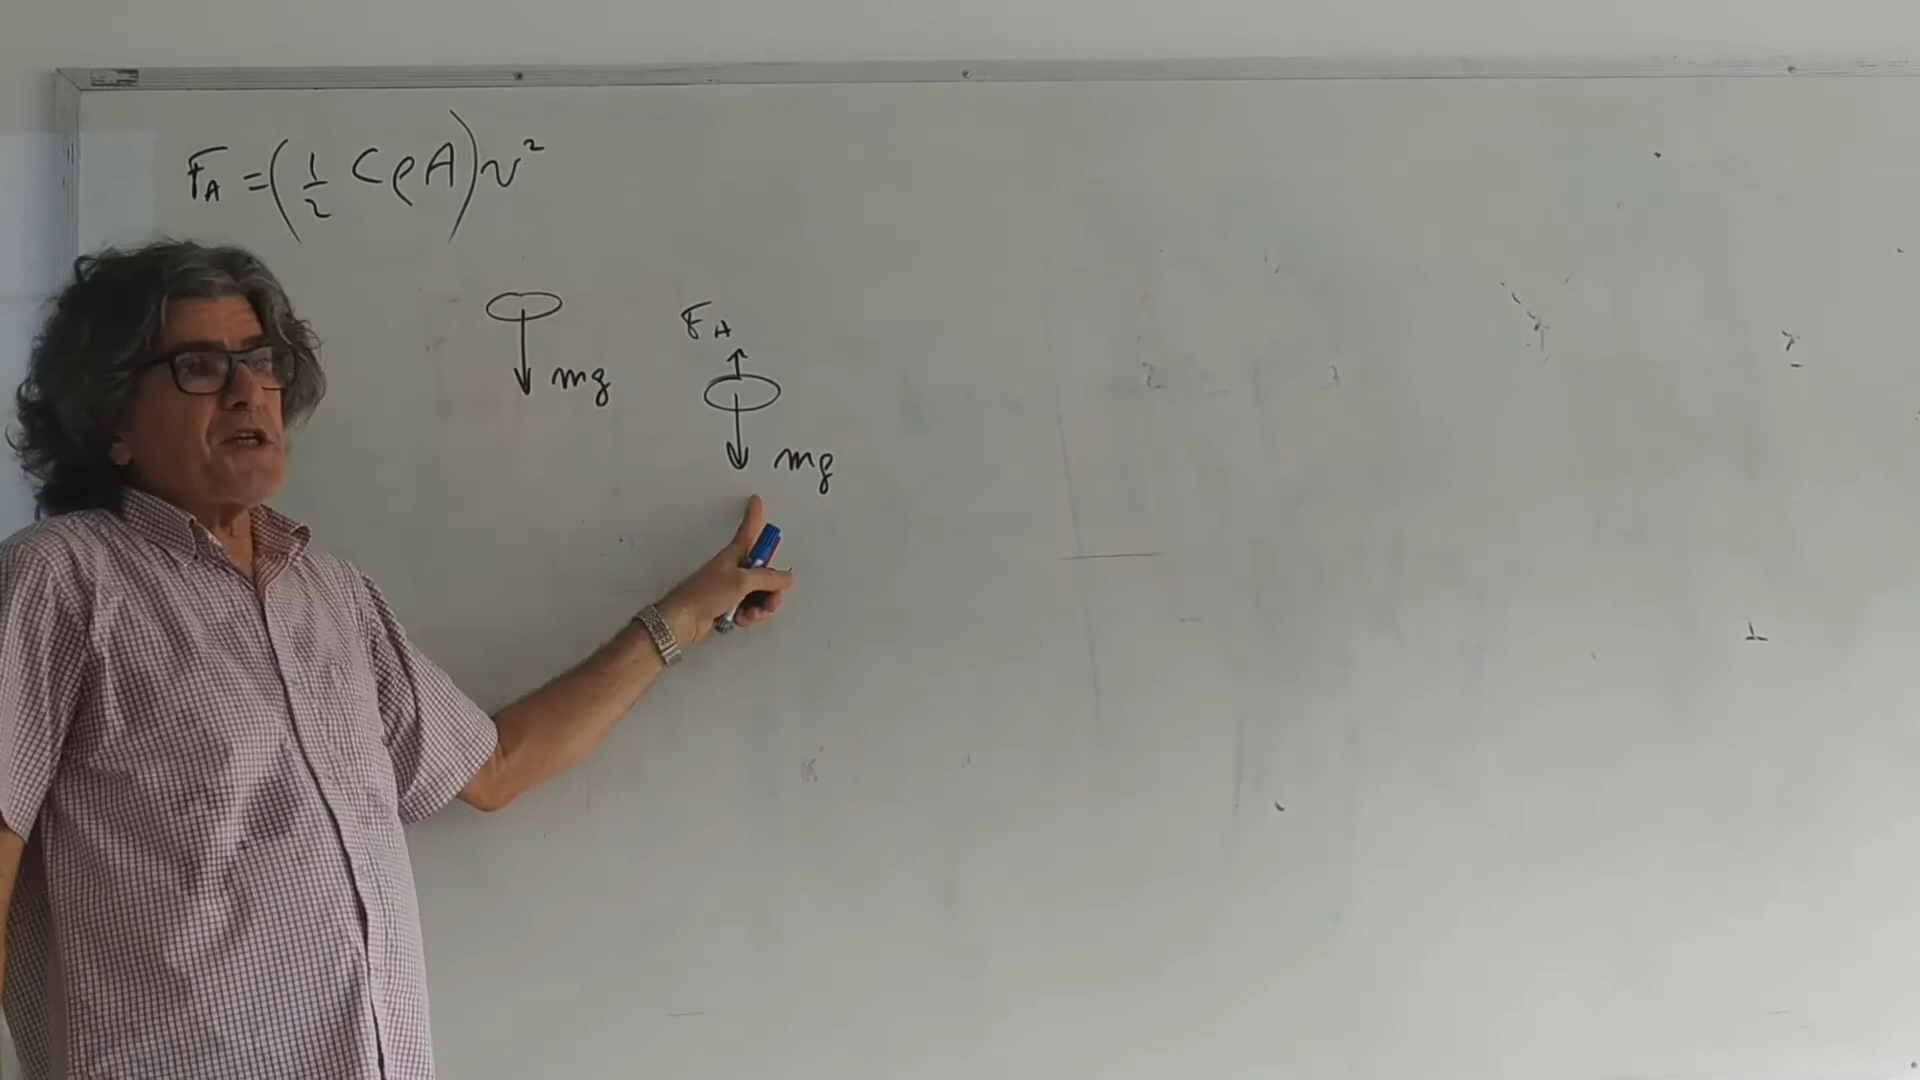 F_A = (1/2 CρA)v²
mg
F_A
mg